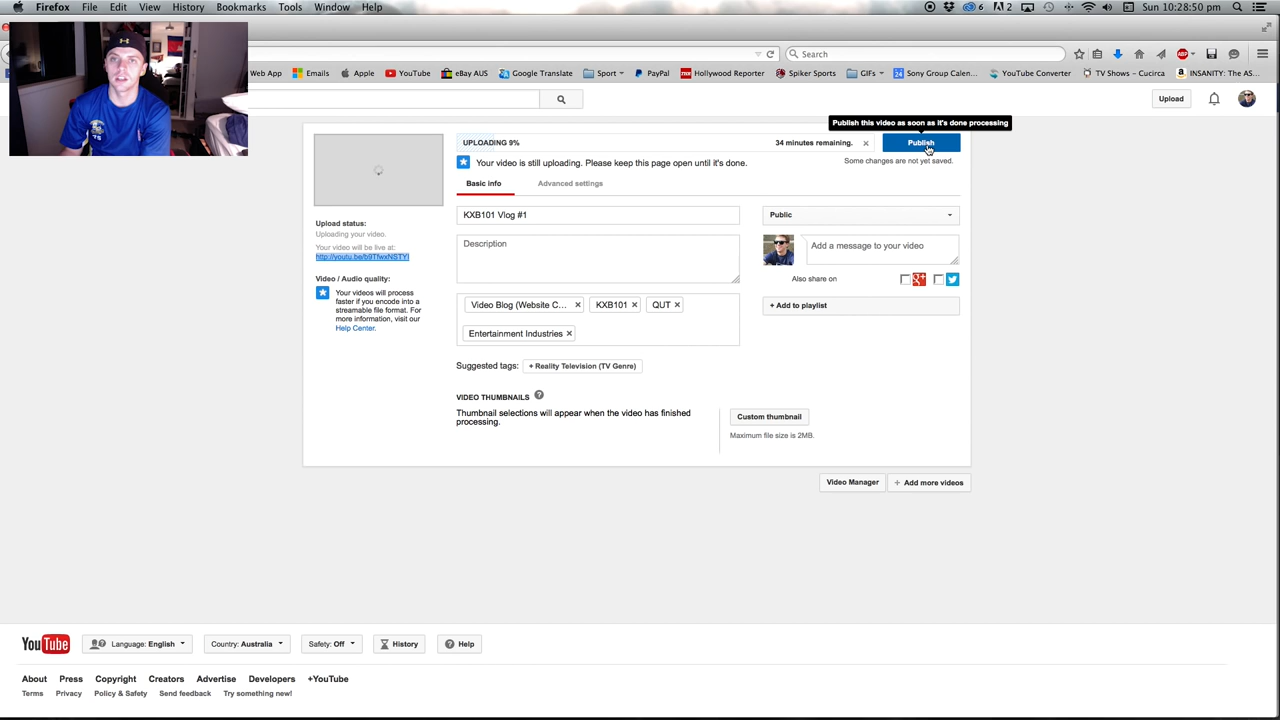 Firefox File Edit View History Bookmarks Tools Window Help
6 2 Sun 10:28:50 pm
Search
Web App Emails Apple YouTube eBay AUS Google Translate Sport PayPal Hollywood Reporter Spiker Sports GIFs Sony Group Calen... YouTube Converter TV Shows - Cucirca INSANITY: The AS...
Upload
Publish this video as soon as it's done processing
UPLOADING 9% 34 minutes remaining. × Publish
Your video is still uploading. Please keep this page open until it's done. Some changes are not yet saved.
Basic info Advanced settings
KXB101 Vlog #1
Public
Description
Add a message to your video
Upload status:
Uploading your video.
Your video will be live at:
Also share on
Video / Audio quality:
Your videos will process
faster if you encode into a
streamable file format. For
more information, visit our
Help Center.
Video Blog (Website C... × KXB101 × QUT ×
+ Add to playlist
Entertainment Industries ×
Suggested tags: + Reality Television (TV Genre)
VIDEO THUMBNAILS ?
Thumbnail selections will appear when the video has finished
processing.
Custom thumbnail
Maximum file size is 2MB.
Video Manager + Add more videos
YouTube Language: English Country: Australia Safety: Off History Help
About Press Copyright Creators Advertise Developers +YouTube
Terms Privacy Policy & Safety Send feedback Try something new!